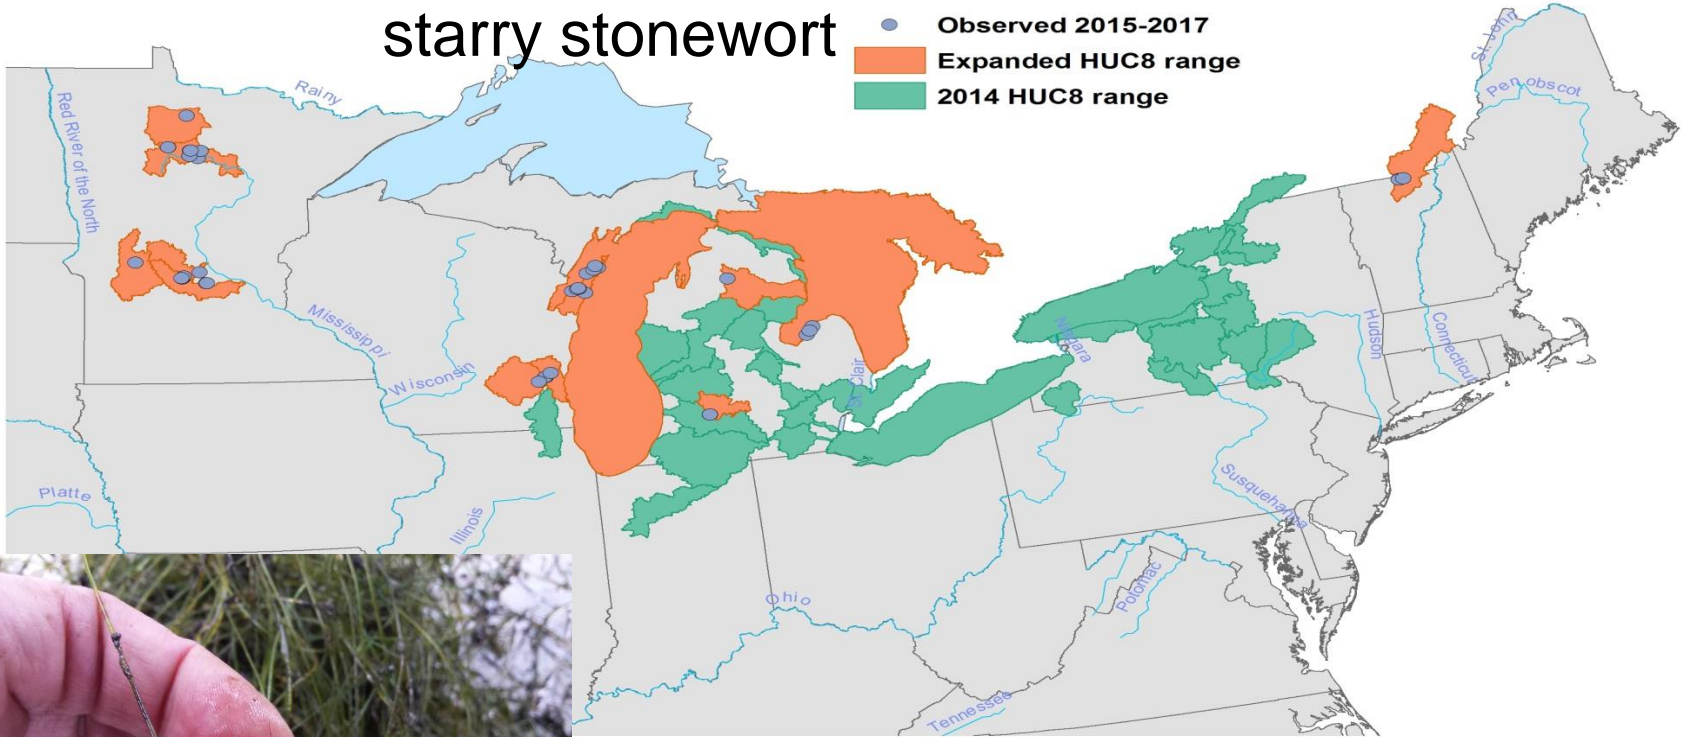 starry stonewort
Observed 2015-2017
Expanded HUC8 range
2014 HUC8 range
St. John
Penobscot
Rainy
Red River of the North
Mississippi
Wisconsin
St. Clair
Niagara
Hudson
Connecticut
Platte
Illinois
Susquehanna
Ohio
Potomac
Tennessee